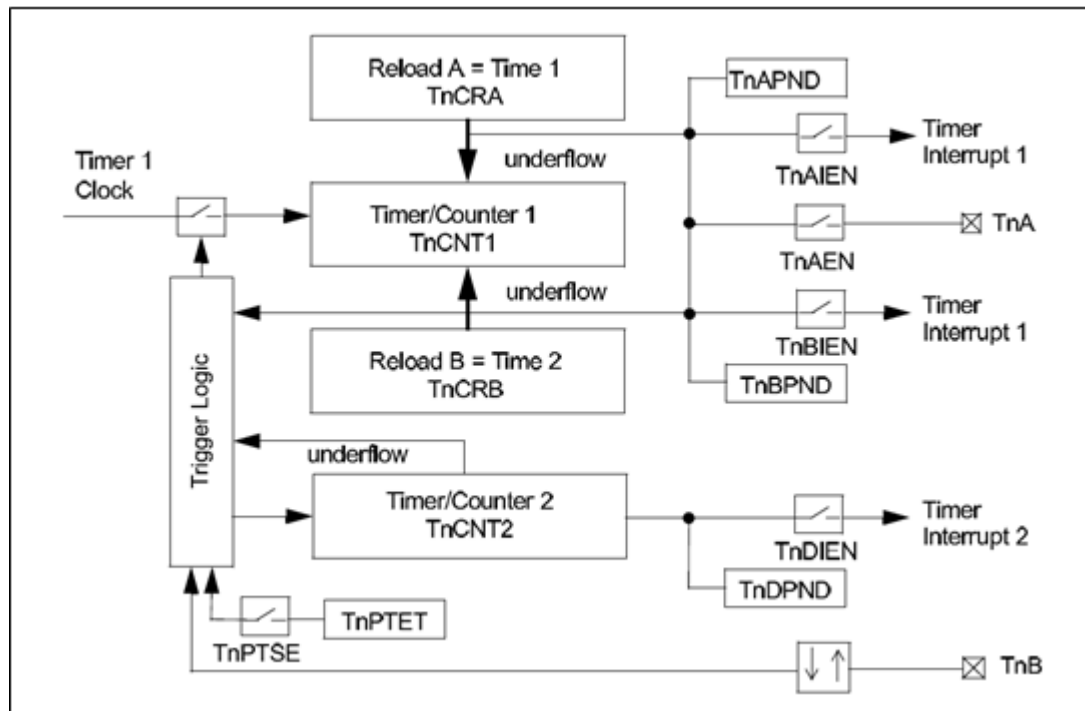 Reload A = Time 1
TnCRA
TnAPND
Timer
Interrupt 1
underflow
TnAIEN
Timer 1
Clock
Timer/Counter 1
TnCNT1
TnA
TnAEN
underflow
Timer
Interrupt 1
TnBIEN
Reload B = Time 2
TnCRB
TnBPND
Trigger Logic
underflow
Timer/Counter 2
TnCNT2
Timer
Interrupt 2
TnDIEN
TnDPND
TnPTET
TnPTSE
TnB